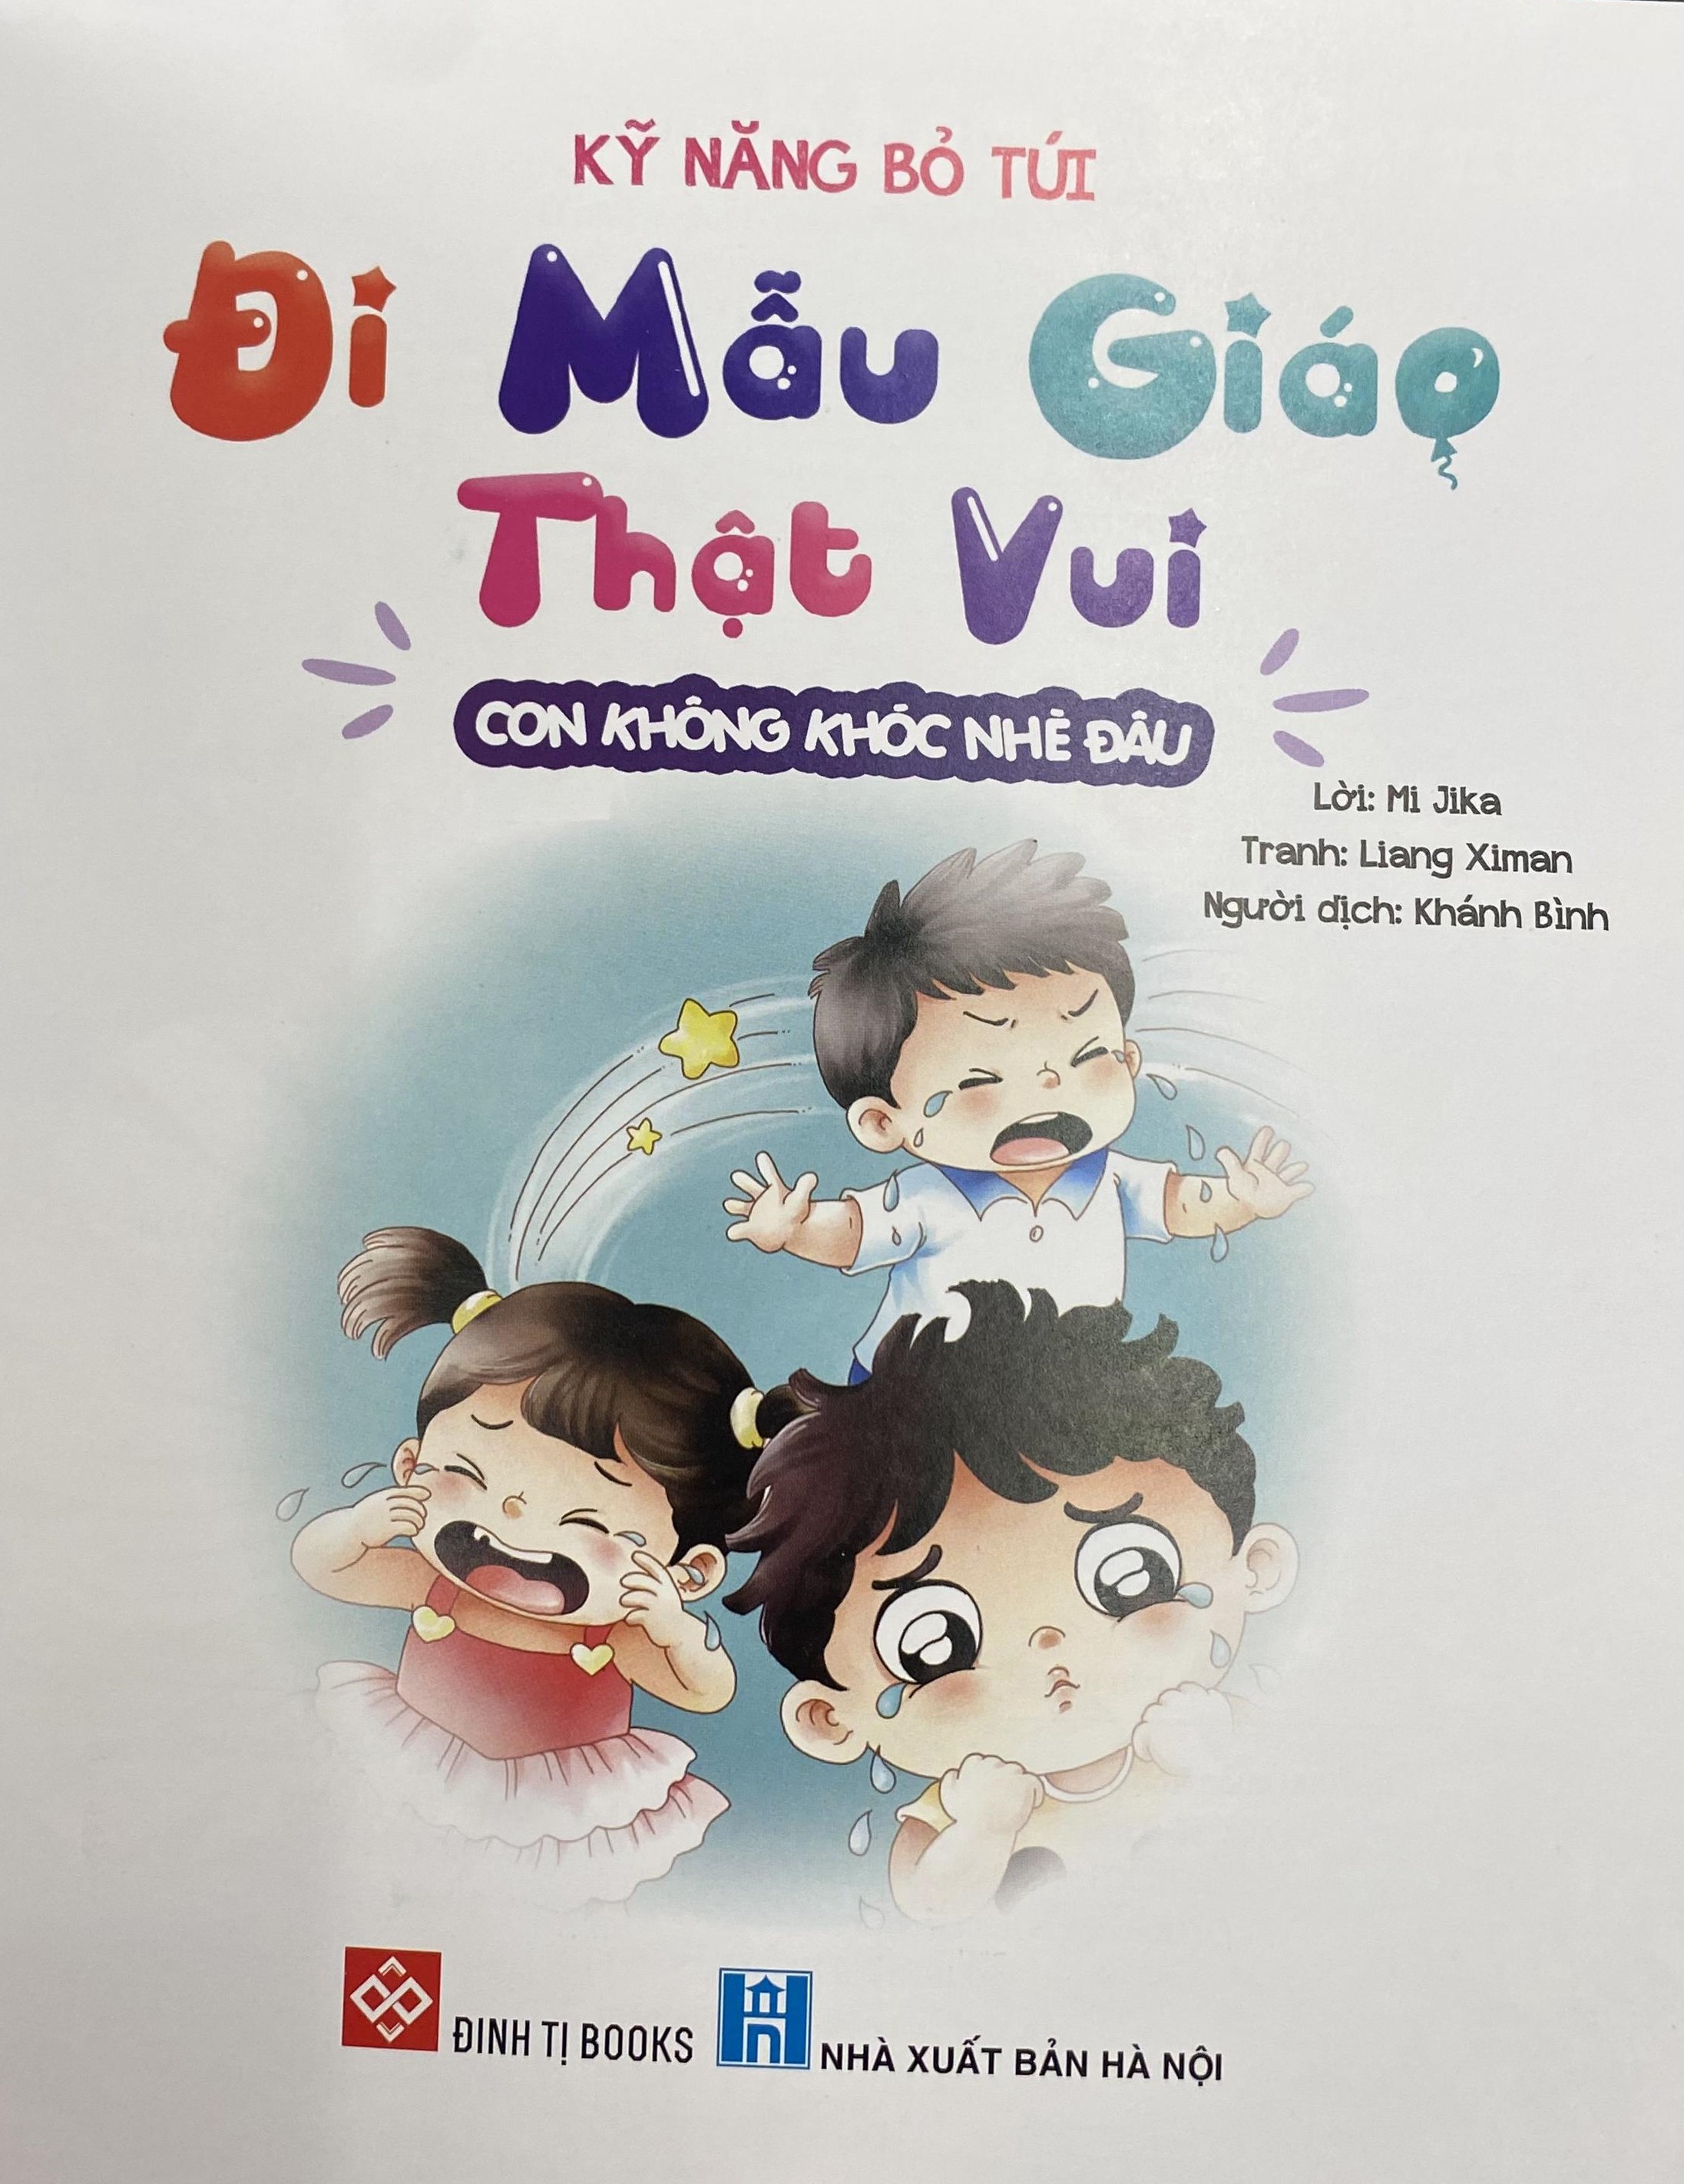 KỸ NĂNG BỎ TÚI
Đi Mẫu Giáo
Thật Vui
CON KHÔNG KHÓC NHÈ ĐÂU
Lời: Mi Jika
Tranh: Liang Ximan
Người dịch: Khánh Bình
ĐINH TỊ BOOKS
NHÀ XUẤT BẢN HÀ NỘI